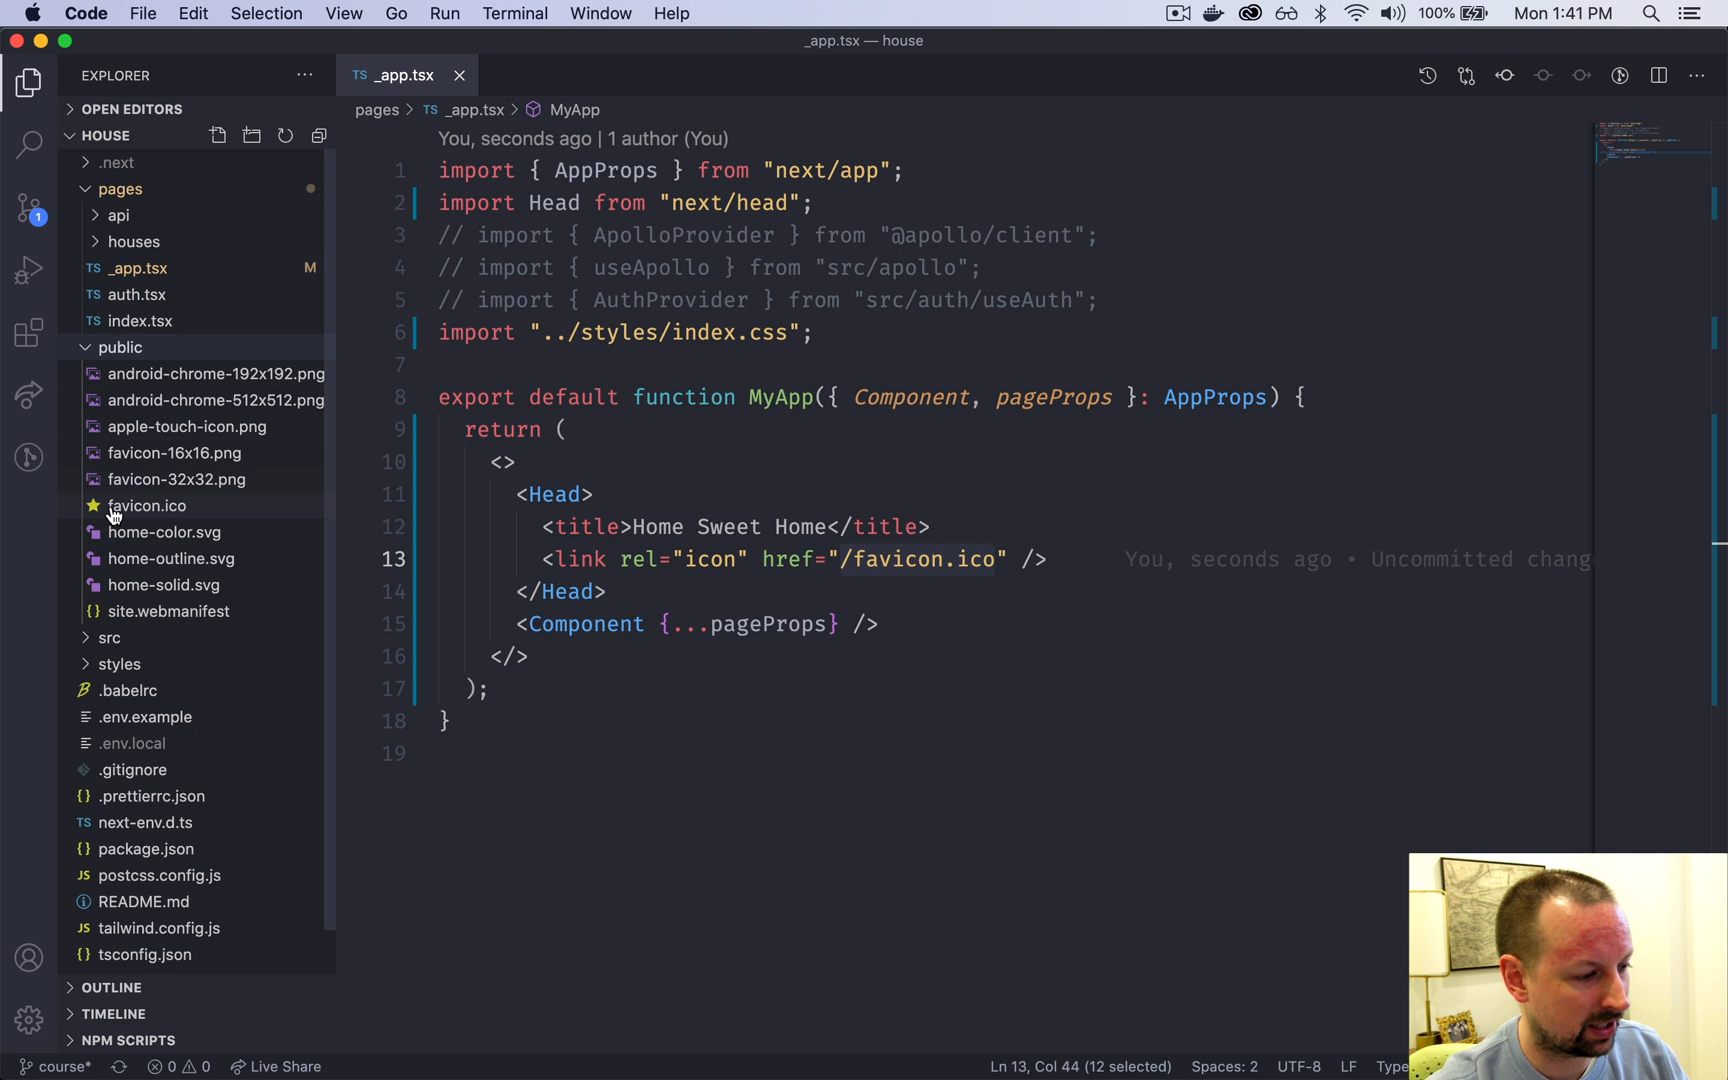 Code File Edit Selection View Go Run Terminal Window Help 100% Mon 1:41 PM
_app.tsx — house
EXPLORER
TS _app.tsx
OPEN EDITORS
pages > TS _app.tsx > MyApp
HOUSE
You, seconds ago | 1 author (You)
.next
pages
api
houses
TS _app.tsx M
TS auth.tsx
TS index.tsx
public
android-chrome-192x192.png
android-chrome-512x512.png
apple-touch-icon.png
favicon-16x16.png
favicon-32x32.png
favicon.ico
home-color.svg
home-outline.svg
home-solid.svg
{} site.webmanifest
src
styles
.babelrc
.env.example
.env.local
.gitignore
{} .prettierrc.json
TS next-env.d.ts
{} package.json
JS postcss.config.js
README.md
JS tailwind.config.js
{} tsconfig.json
OUTLINE
TIMELINE
NPM SCRIPTS
1 import { AppProps } from "next/app";
2 import Head from "next/head";
3 // import { ApolloProvider } from "@apollo/client";
4 // import { useApollo } from "src/apollo";
5 // import { AuthProvider } from "src/auth/useAuth";
6 import "../styles/index.css";
7
8 export default function MyApp({ Component, pageProps }: AppProps) {
9 return (
10 <>
11 <Head>
12 <title>Home Sweet Home</title>
13 <link rel="icon" href="/favicon.ico" /> You, seconds ago • Uncommitted chang
14 </Head>
15 <Component {...pageProps} />
16 </>
17 );
18 }
19
1
course* 0 0 Live Share Ln 13, Col 44 (12 selected) Spaces: 2 UTF-8 LF Type